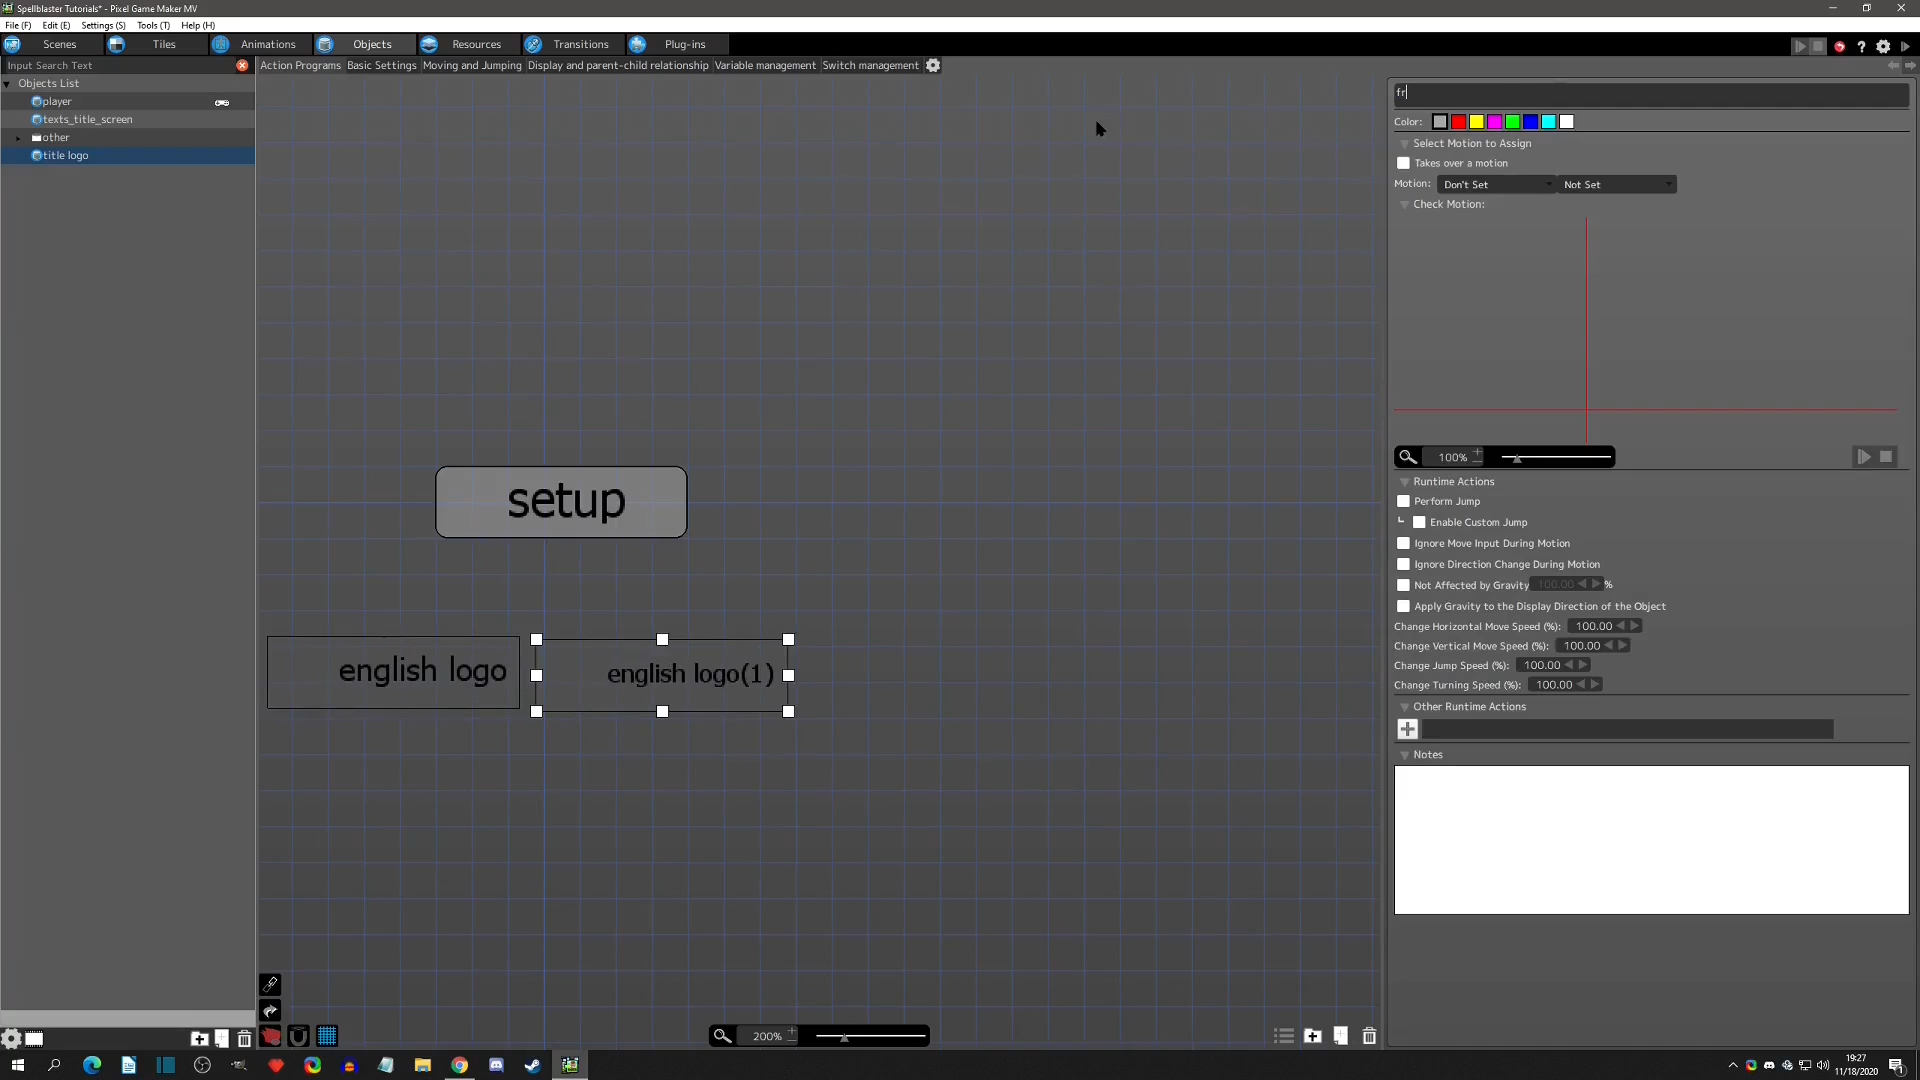 Spellblaster Tutorials* - Pixel Game Maker MV
File (F) Edit (E) Settings (S) Tools (T) Help (H)
Scenes Tiles Animations Objects Resources Transitions Plug-ins
Input Search Text
Action Programs Basic Settings Moving and Jumping Display and parent-child relationship Variable management Switch management
Objects List
player
texts_title_screen
other
title logo
setup
english logo
english logo(1)
200%
fr
Color:
Select Motion to Assign
Takes over a motion
Motion: Don't Set Not Set
Check Motion:
100%
Runtime Actions
Perform Jump
Enable Custom Jump
Ignore Move Input During Motion
Ignore Direction Change During Motion
Not Affected by Gravity 100.00 %
Apply Gravity to the Display Direction of the Object
Change Horizontal Move Speed (%): 100.00
Change Vertical Move Speed (%): 100.00
Change Jump Speed (%): 100.00
Change Turning Speed (%): 100.00
Other Runtime Actions
Notes
19:27
11/18/2020